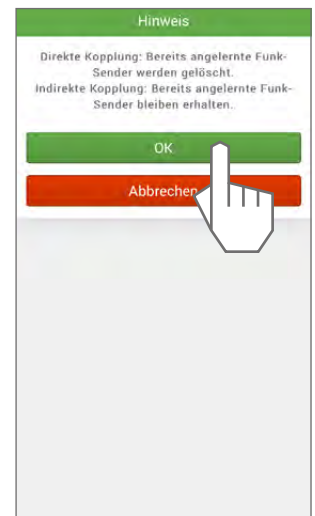 Hinweis
Direkte Kopplung: Bereits angelernte Funk-
Sender werden gelöscht.
Indirekte Kopplung: Bereits angelernte Funk-
Sender bleiben erhalten.
OK
Abbrechen